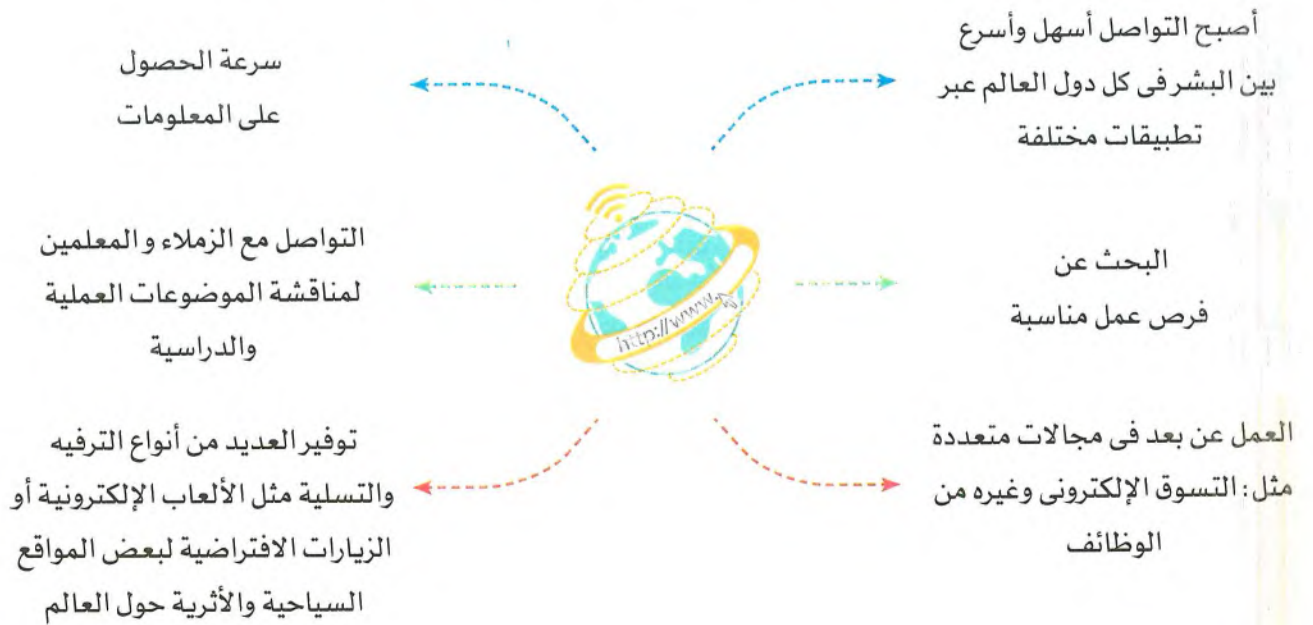 أصبح التواصل أسهل وأسرع
بين البشر فى كل دول العالم عبر
تطبيقات مختلفة
سرعة الحصول
على المعلومات
البحث عن
فرص عمل مناسبة
التواصل مع الزملاء والمعلمين
لمناقشة الموضوعات العملية
والدراسية
http://www.
العمل عن بعد فى مجالات متعددة
مثل: التسوق الإلكترونى وغيره من
الوظائف
توفير العديد من أنواع الترفيه
والتسلية مثل الألعاب الإلكترونية أو
الزيارات الافتراضية لبعض المواقع
السياحية والأثرية حول العالم